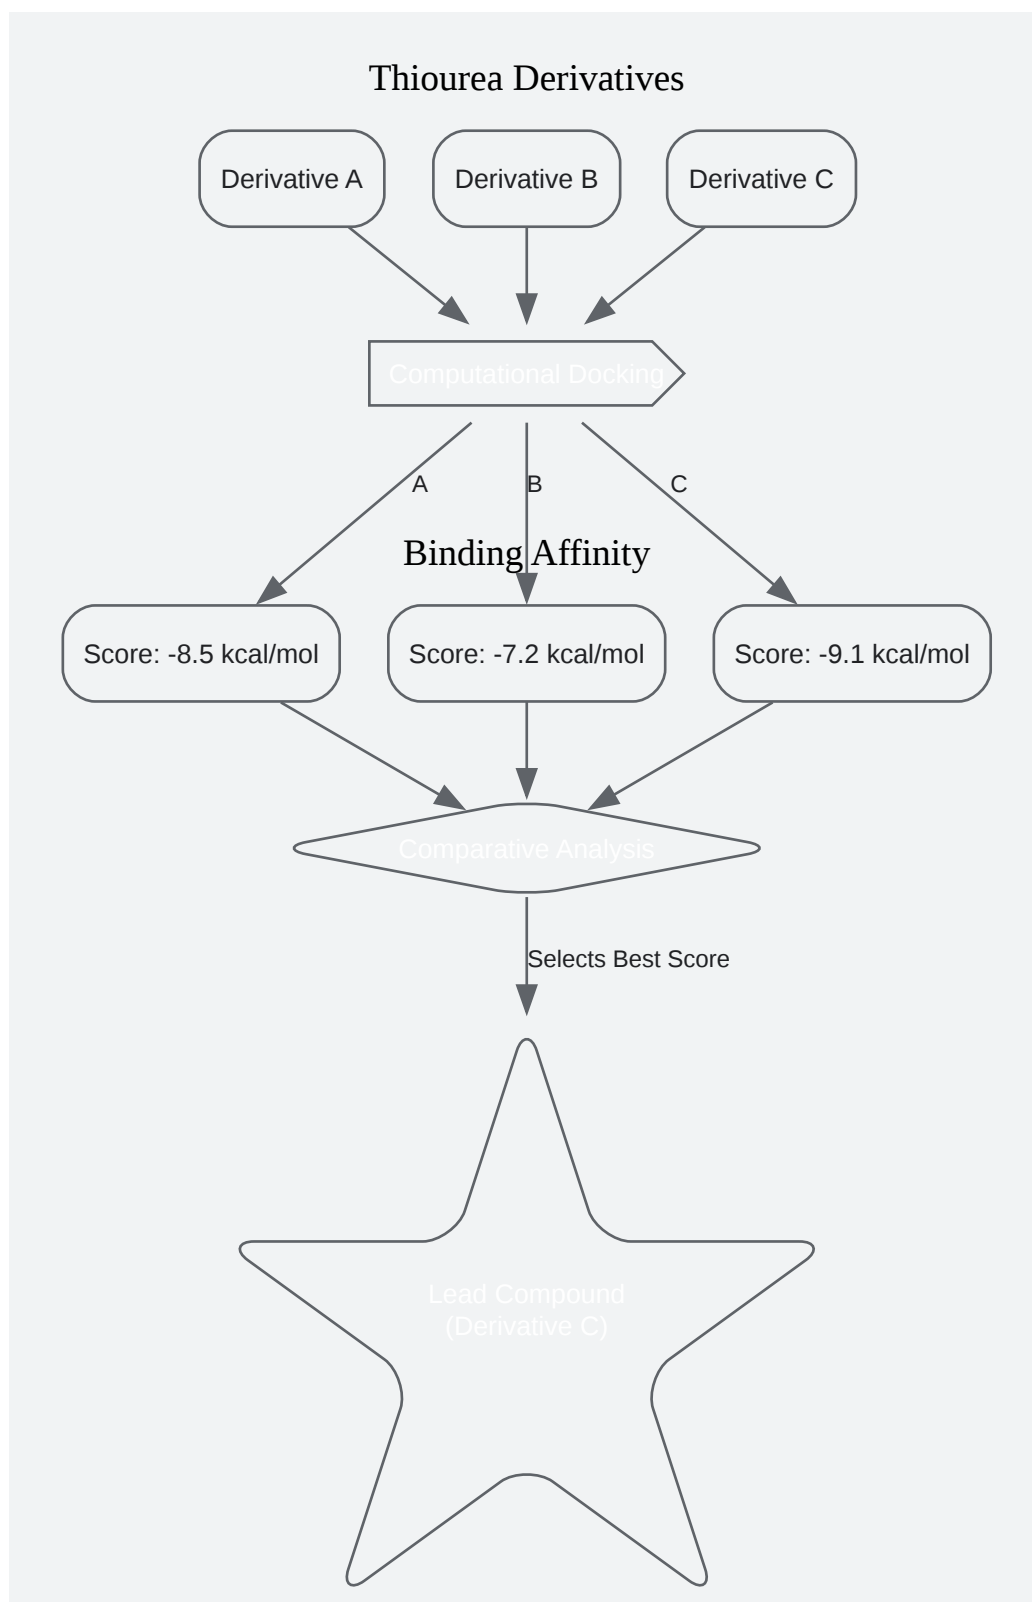 Thiourea Derivatives
Derivative A
Derivative B
Derivative C
Computational Docking
A
B
C
Binding Affinity
Score: -8.5 kcal/mol
Score: -7.2 kcal/mol
Score: -9.1 kcal/mol
Comparative Analysis
Selects Best Score
Lead Compound
(Derivative C)